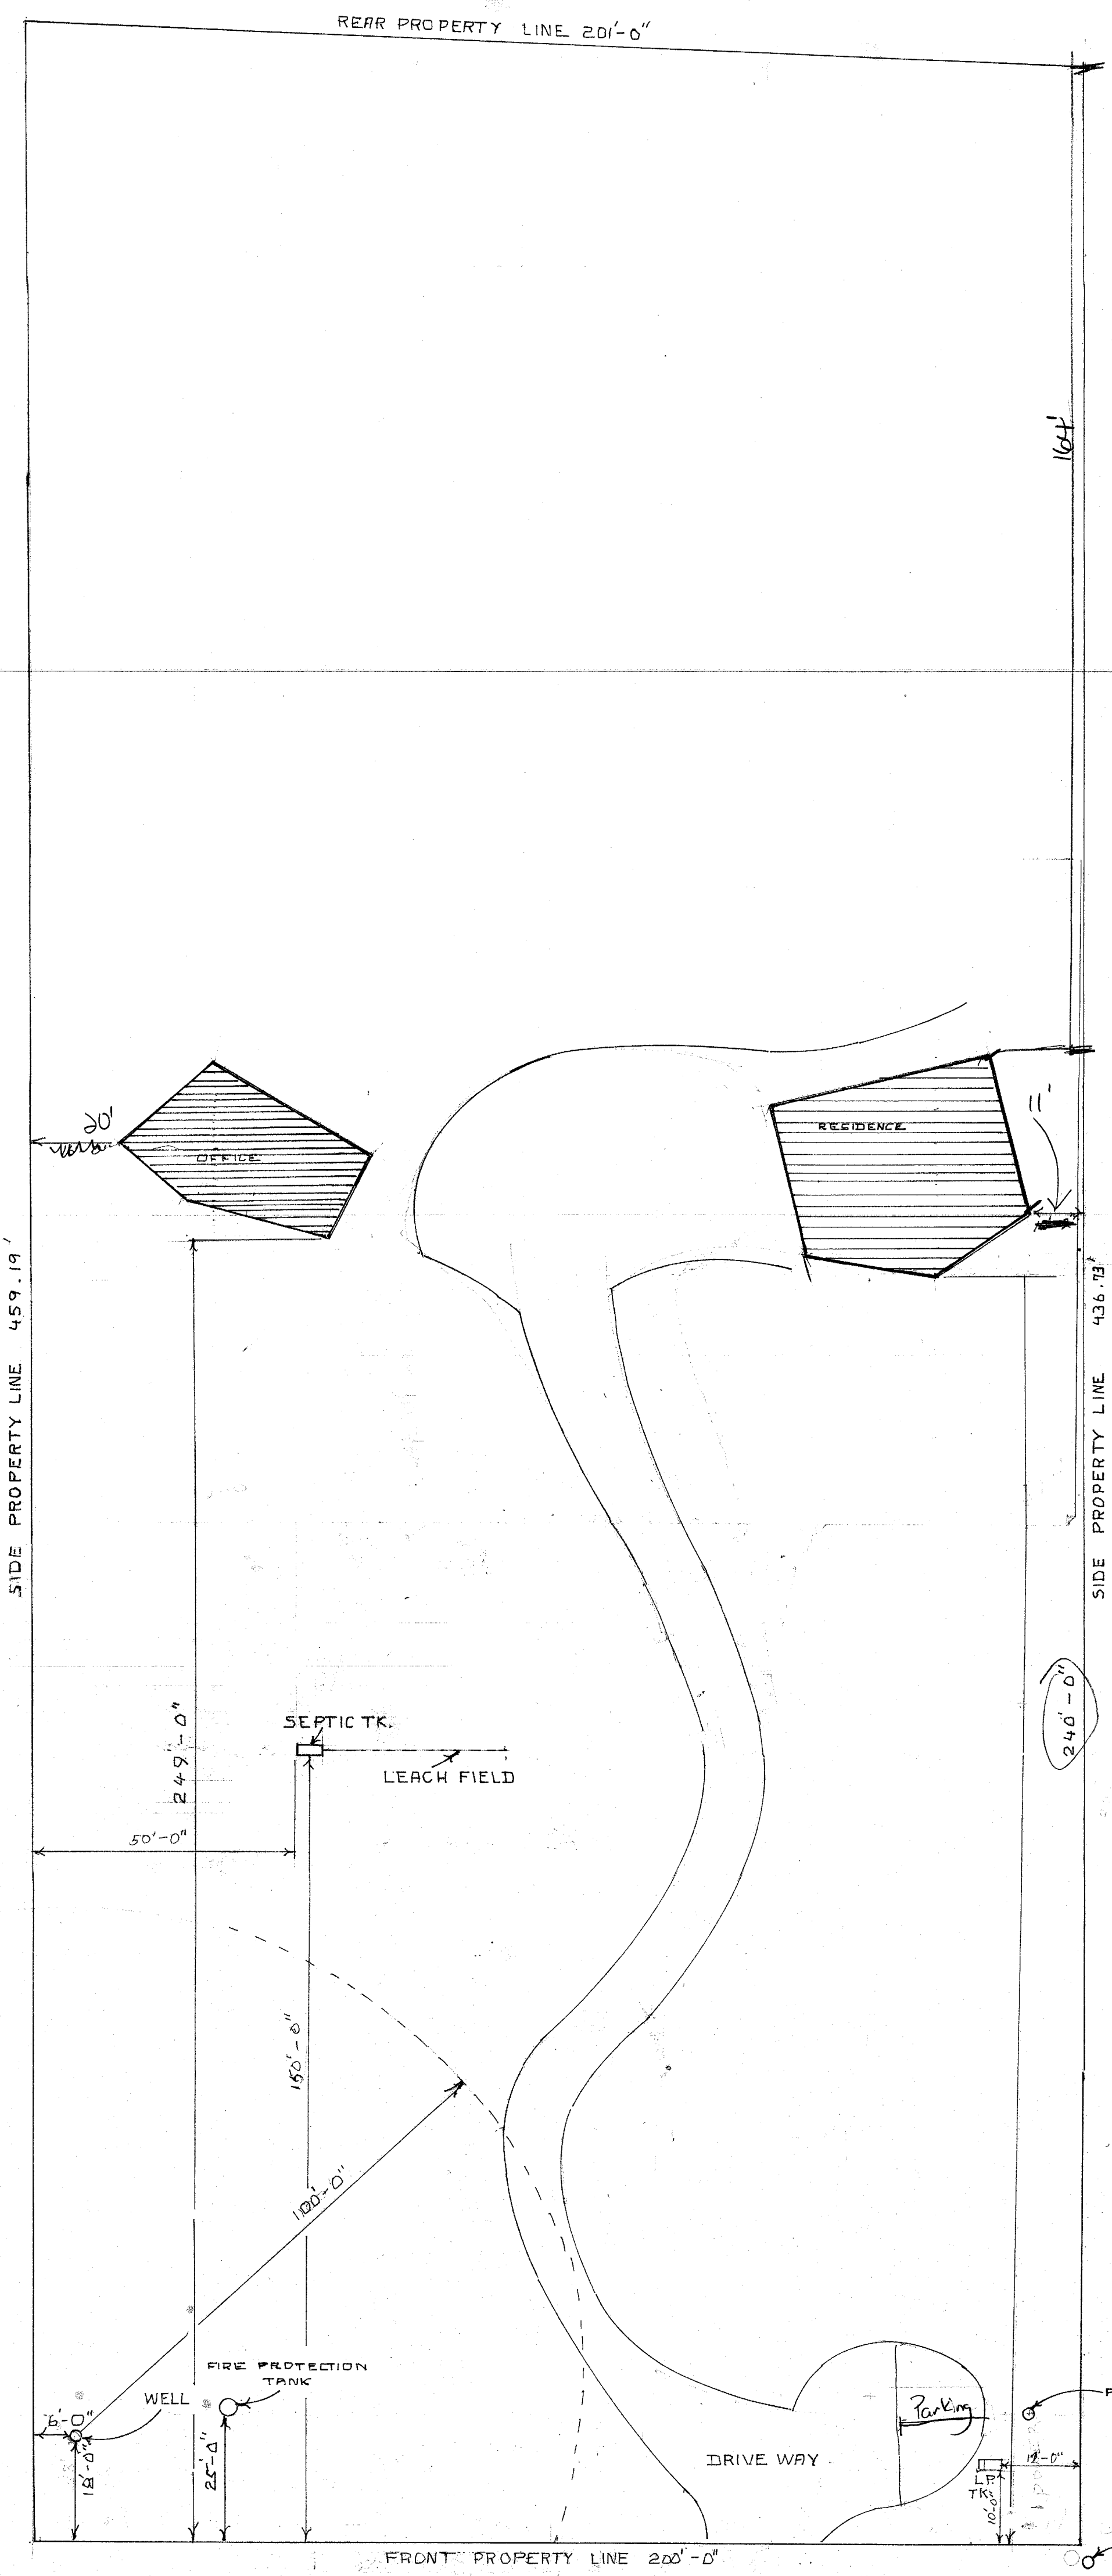 REAR PROPERTY LINE 201'-0"
164'
20'
OFFICE
RESIDENCE
11'
SIDE PROPERTY LINE 459.19'
SIDE PROPERTY LINE 436.73'
249'-0"
240'-0"
SEPTIC TK.
LEACH FIELD
50'-0"
150'-0"
100'-0"
FIRE PROTECTION
TANK
WELL
6'-0"
18'-0"
25'-0"
Parking
DRIVE WAY
P
12'-0"
L.P.
TK.
10'-0"
FRONT PROPERTY LINE 200'-0"